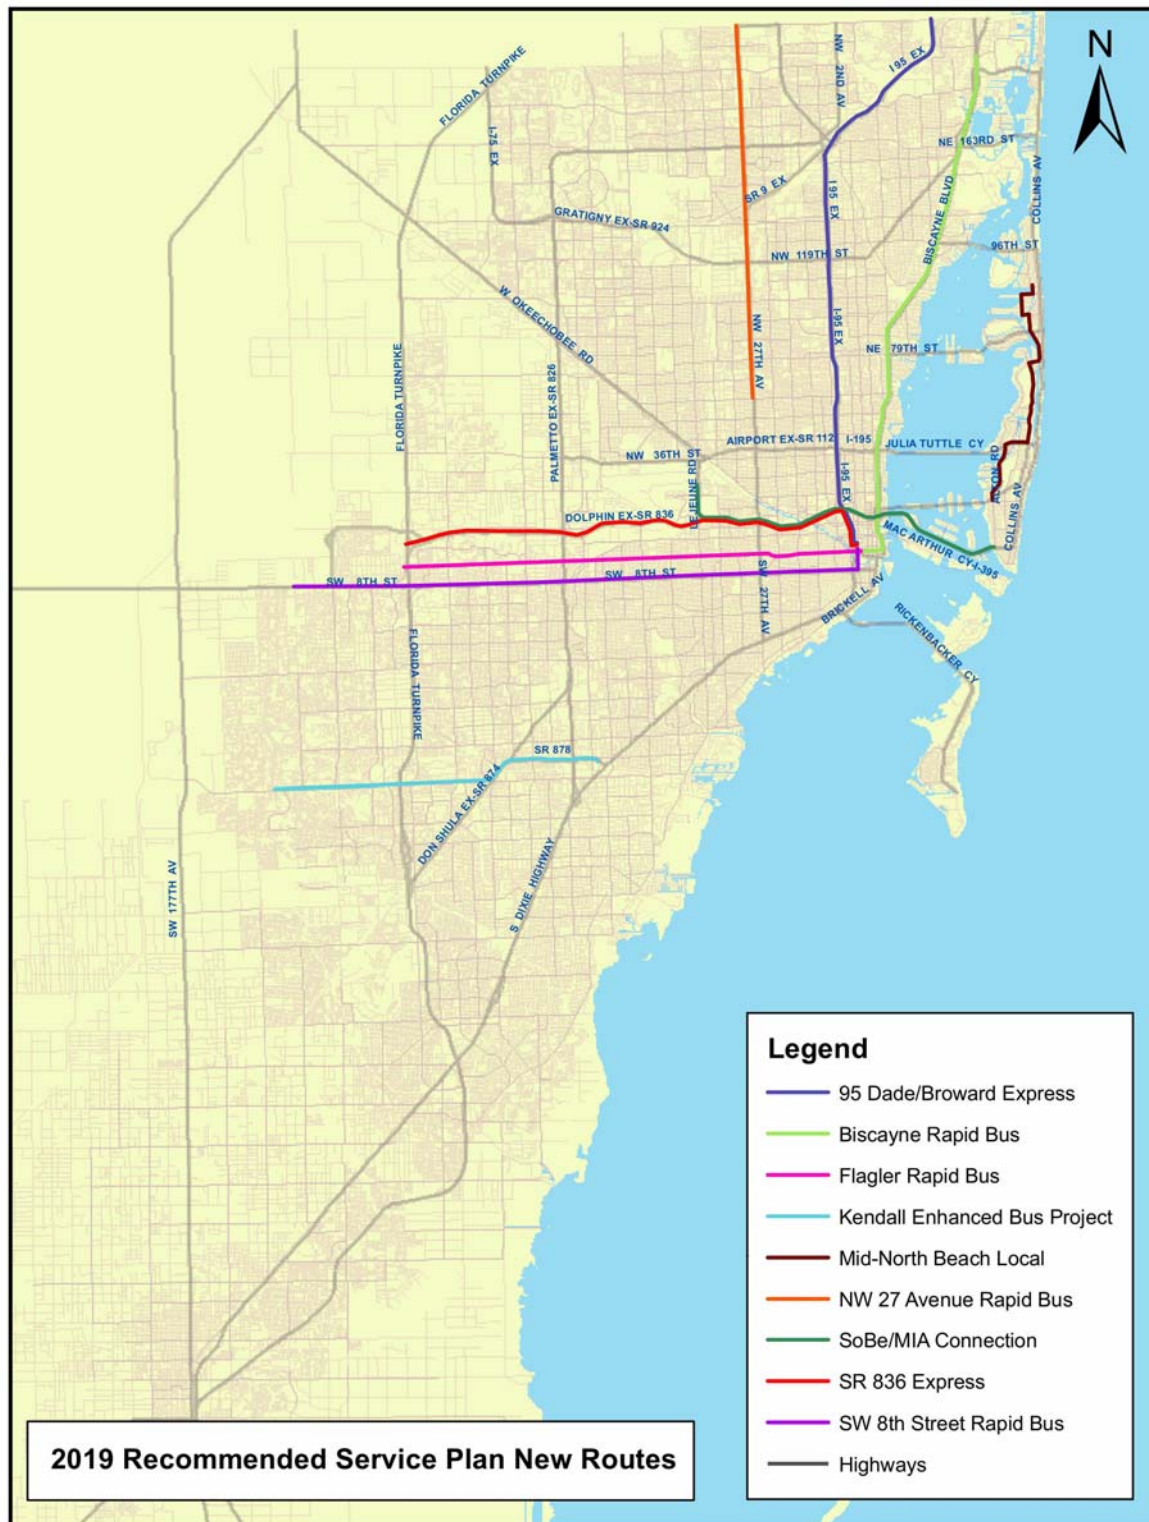 N
NW 2ND AV
I 95 EX
FLORIDA TURNPIKE
I-75 EX
NE 163RD ST
COLLINS AV
SR 9 EX
I 95 EX
BISCAYNE BLVD
GRATIGNY EX-SR 924
NW 119TH ST
96TH ST
W OKEECHOBEE RD
NW 27TH AV
I-95 EX
NE 79TH ST
FLORIDA TURNPIKE
PALMETTO EX-SR 826
AIRPORT EX-SR 112
I-195
JULIA TUTTLE CY
NW 36TH ST
LEJEUNE RD
I-95 EX
ALTON RD
COLLINS AV
DOLPHIN EX-SR 836
MAC ARTHUR CY-I-395
SW 8TH ST
SW 8TH ST
SW 27TH AV
BRICKELL AV
RICKENBACKER CY
FLORIDA TURNPIKE
SR 878
DON SHULA EX-SR 874
S DIXIE HIGHWAY
SW 177TH AV
Legend
95 Dade/Broward Express
Biscayne Rapid Bus
Flagler Rapid Bus
Kendall Enhanced Bus Project
Mid-North Beach Local
NW 27 Avenue Rapid Bus
SoBe/MIA Connection
SR 836 Express
SW 8th Street Rapid Bus
Highways
2019 Recommended Service Plan New Routes